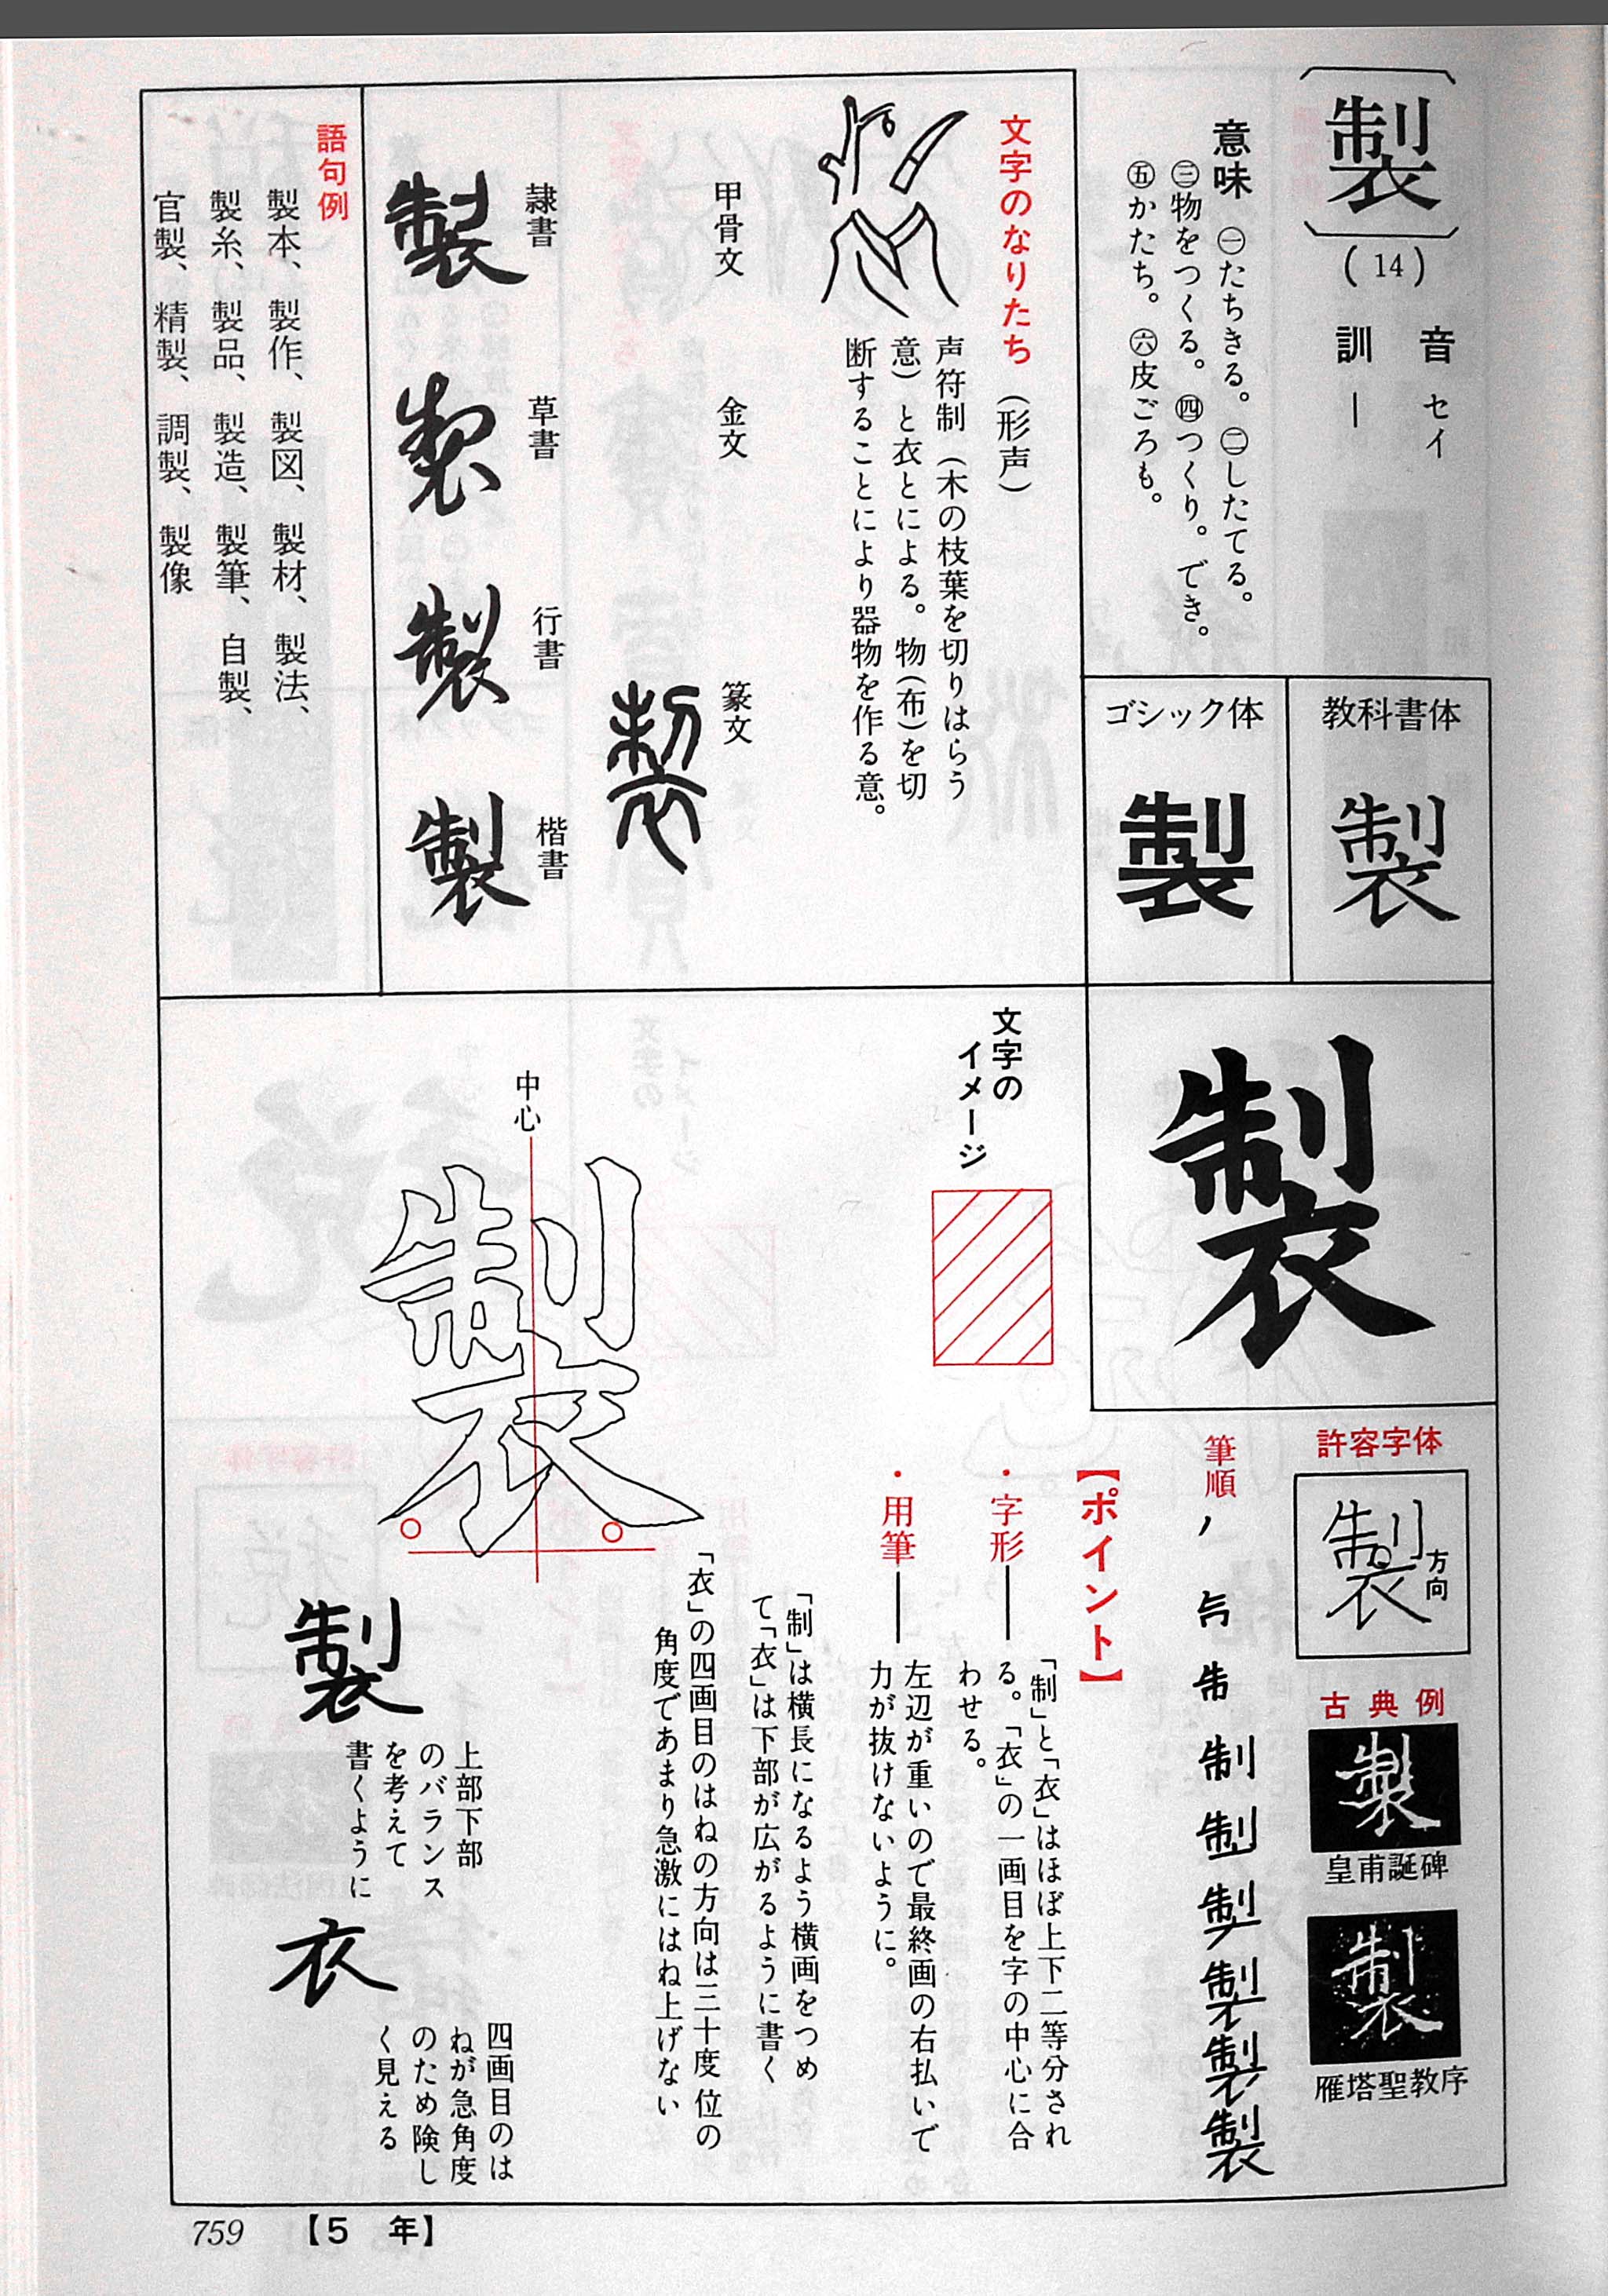 製
(14)
音 セイ
訓 ―
意味 ㊀たちきる。㊁したてる。
㊂物をつくる。㊃つくり。でき。
㊄かたち。㊅皮ごろも。
教科書体
製
ゴシック体
製
文字のなりたち (形声)
声符制(木の枝葉を切りはらう
意)と衣とによる。物(布)を切
断することにより器物を作る意。
甲骨文
金文
篆文
製
隷書
製
草書
製
行書
製
楷書
製
語句例
製本、製作、製図、製材、製法、
製糸、製品、製造、製筆、自製、
官製、精製、調製、製像
製
許容字体
製
方向
古典例
製
皇甫誕碑
製
雁塔聖教序
筆順
制
製
文字の
イメージ
中心
製
【ポイント】
・字形―「制」と「衣」はほぼ上下二等分され
る。「衣」の一画目を字の中心に合
わせる。
・用筆―左辺が重いので最終画の右払いで
力が抜けないように。
「制」は横長になるよう横画をつめ
て「衣」は下部が広がるように書く
「衣」の四画目のはねの方向は三十度位の
角度であまり急激にはね上げない
製
上部下部
のバランス
を考えて
書くように
衣
四画目のは
ねが急角度
のため険し
く見える
759 【5 年】